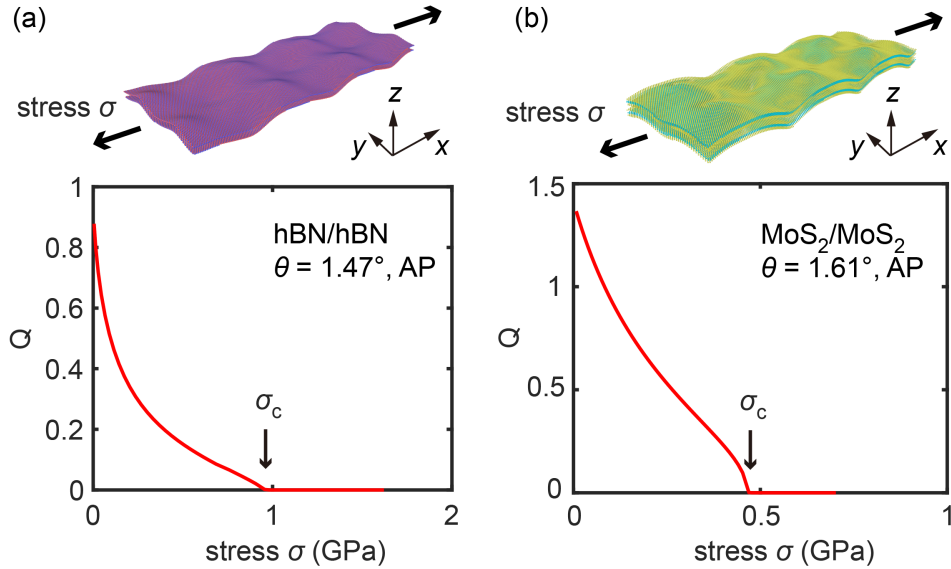 (a)
stress σ
z
y
x
1
0.8
0.6
0.4
0.2
0
Q
hBN/hBN
θ = 1.47°, AP
σc
0
1
2
stress σ (GPa)
(b)
stress σ
z
y
x
1.5
1
0.5
0
Q
MoS₂/MoS₂
θ = 1.61°, AP
σc
0
0.5
1
stress σ (GPa)